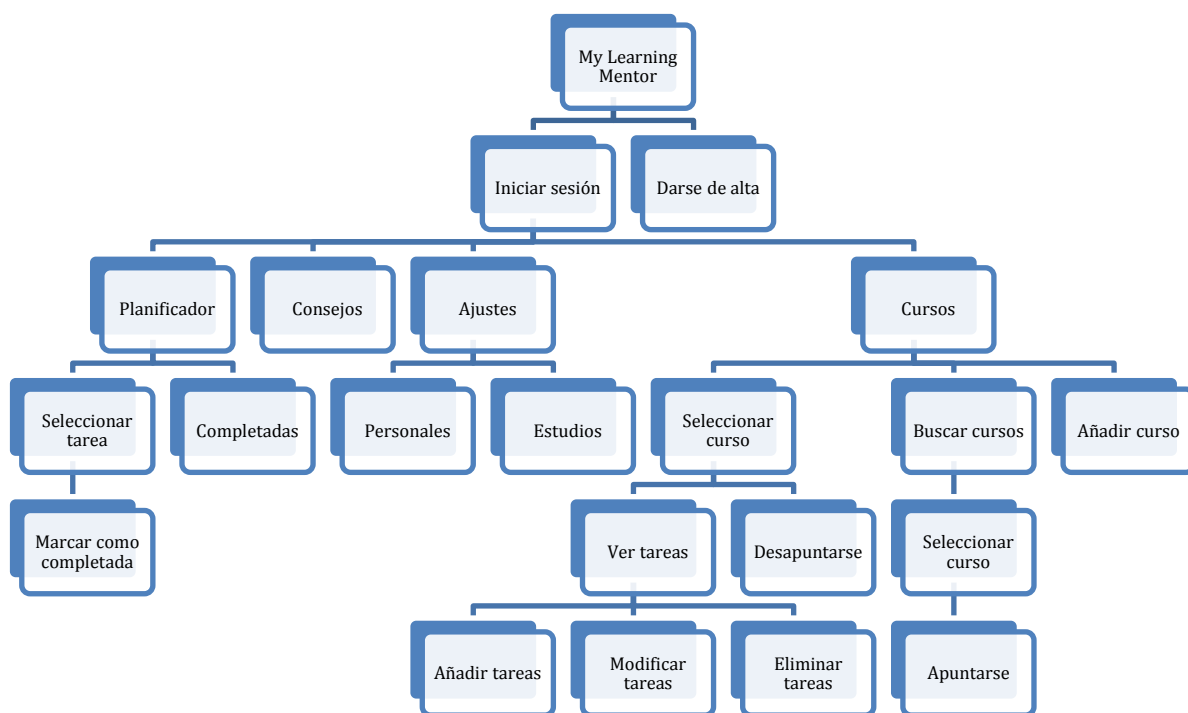 My Learning
Mentor
Iniciar sesión
Darse de alta
Planificador
Consejos
Ajustes
Cursos
Seleccionar
tarea
Completadas
Personales
Estudios
Seleccionar
curso
Buscar cursos
Añadir curso
Marcar como
completada
Ver tareas
Desapuntarse
Seleccionar
curso
Añadir tareas
Modificar
tareas
Eliminar
tareas
Apuntarse